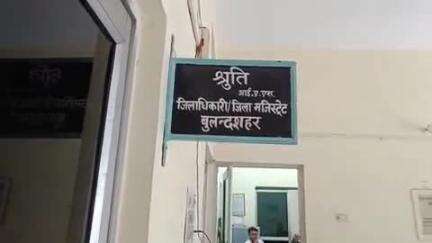 श्रुति
आई.ए.एस.
जिलाधिकारी/जिला मजिस्ट्रेट
बुलन्दशहर